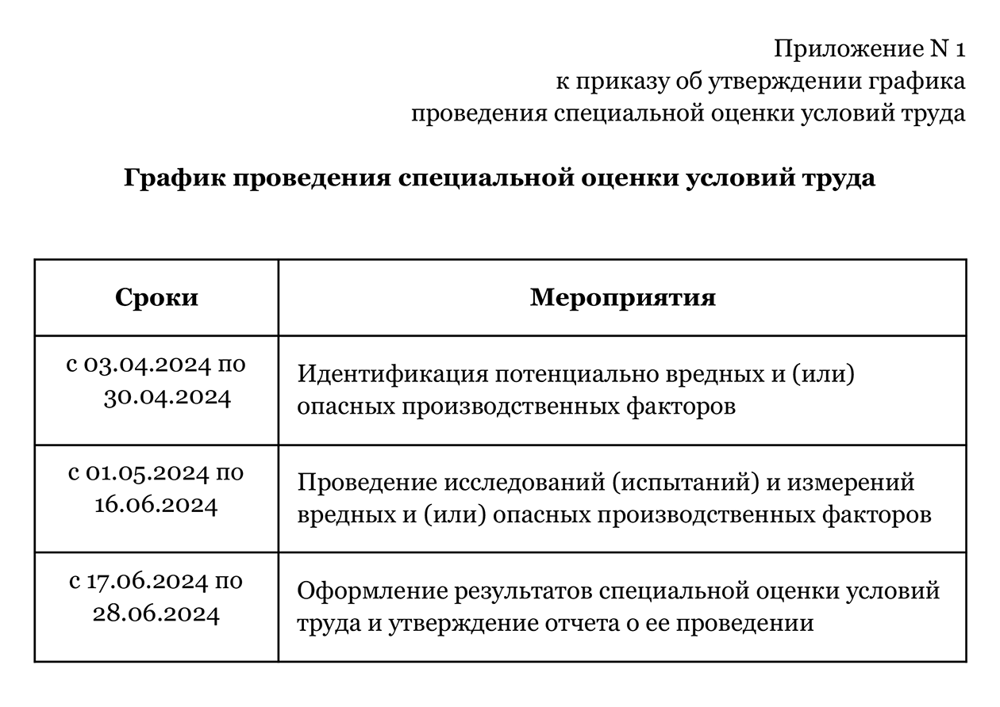 Приложение N 1
к приказу об утверждении графика
проведения специальной оценки условий труда
График проведения специальной оценки условий труда
Сроки
Мероприятия
с 03.04.2024 по
30.04.2024
Идентификация потенциально вредных и (или)
опасных производственных факторов
с 01.05.2024 по
16.06.2024
Проведение исследований (испытаний) и измерений
вредных и (или) опасных производственных факторов
с 17.06.2024 по
28.06.2024
Оформление результатов специальной оценки условий
труда и утверждение отчета о ее проведении